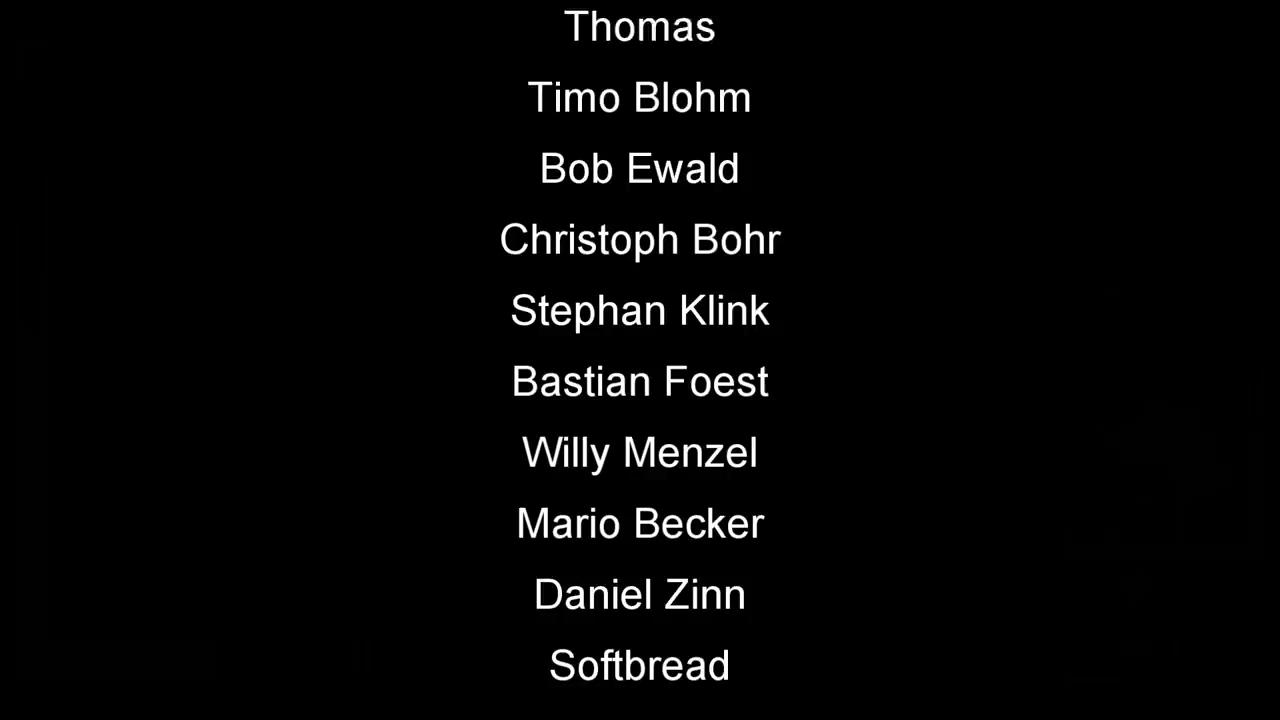 Thomas
Timo Blohm
Bob Ewald
Christoph Bohr
Stephan Klink
Bastian Foest
Willy Menzel
Mario Becker
Daniel Zinn
Softbread